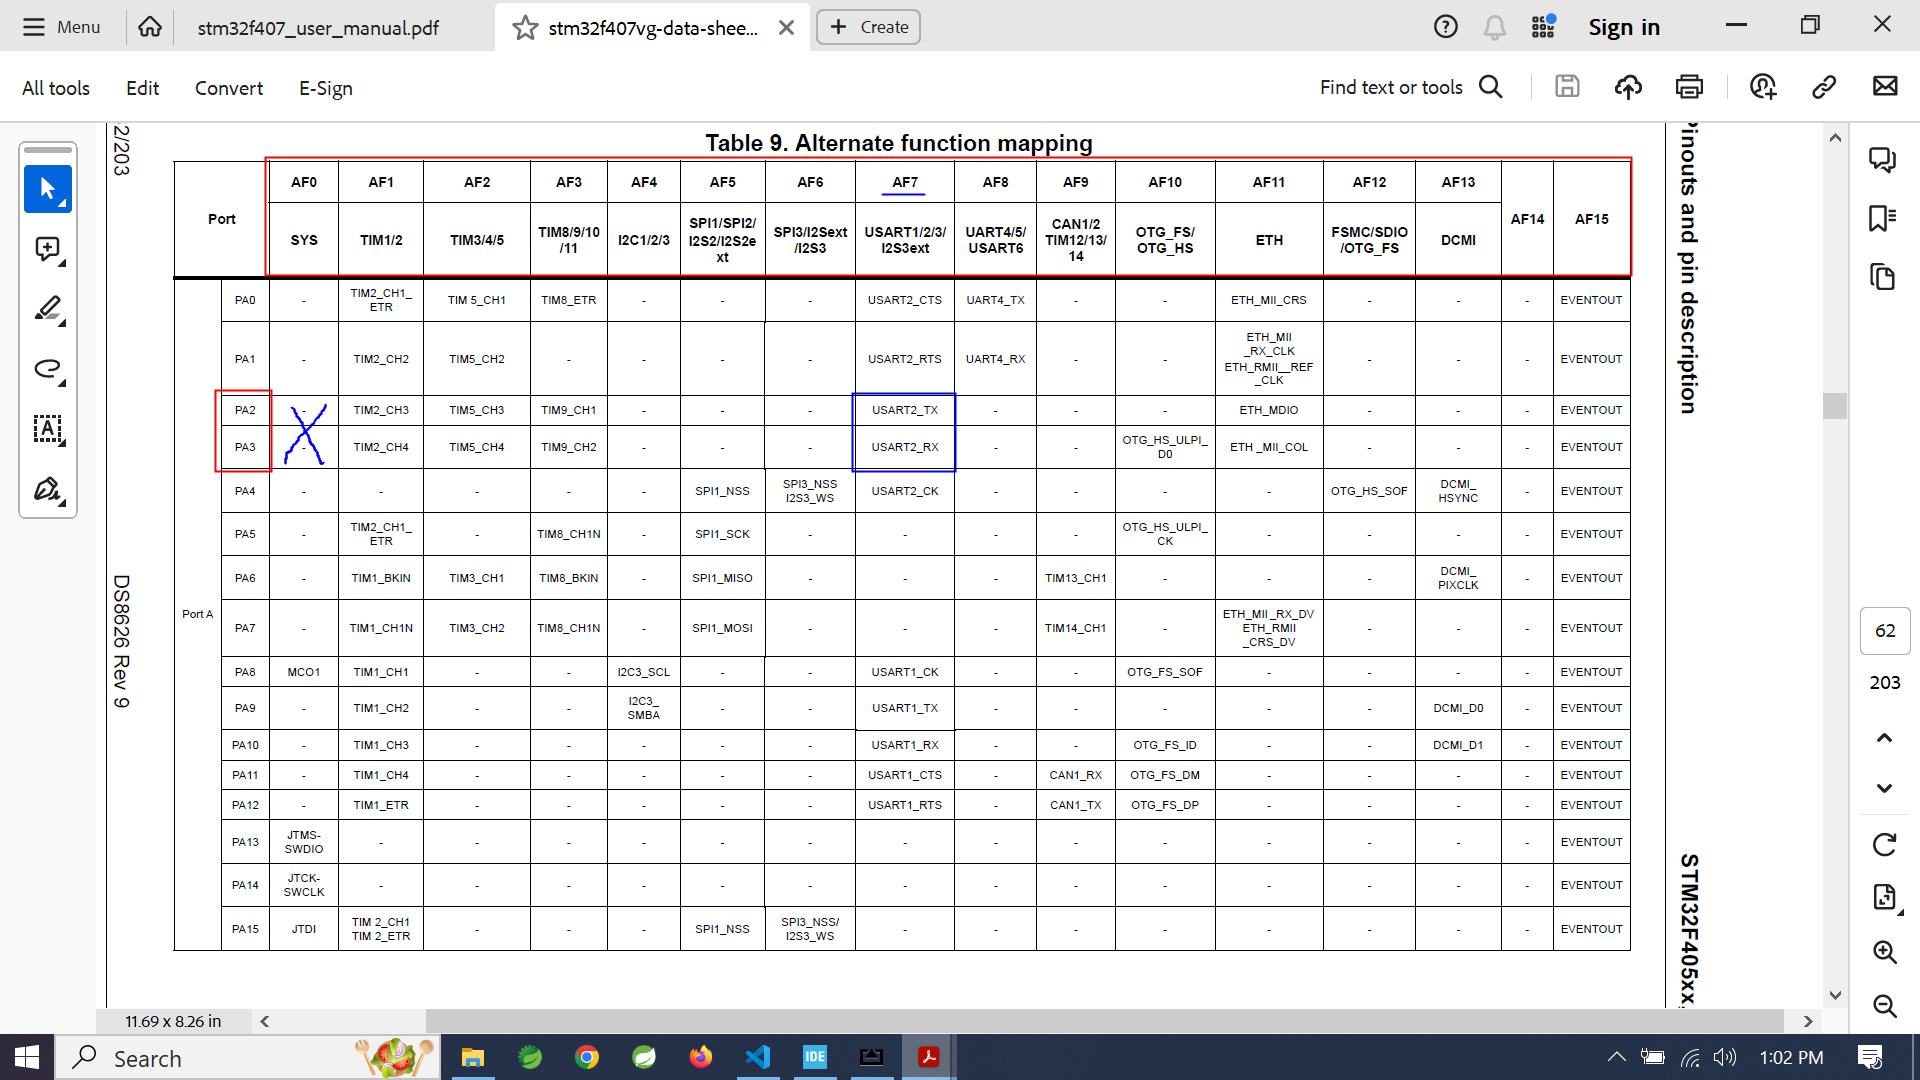 Menu
stm32f407_user_manual.pdf
stm32f407vg-data-shee...
Create
Sign in
All tools
Edit
Convert
E-Sign
Find text or tools
2/203
DS8626 Rev 9
Pinouts and pin description
STM32F405xx,
Table 9. Alternate function mapping
Port AF0 AF1 AF2 AF3 AF4 AF5 AF6 AF7 AF8 AF9 AF10 AF11 AF12 AF13 AF14 AF15
SYS TIM1/2 TIM3/4/5 TIM8/9/10/11 I2C1/2/3 SPI1/SPI2/I2S2/I2S2ext SPI3/I2Sext/I2S3 USART1/2/3/I2S3ext UART4/5/USART6 CAN1/2 TIM12/13/14 OTG_FS/OTG_HS ETH FSMC/SDIO/OTG_FS DCMI
Port A
PA0 - TIM2_CH1_ETR TIM 5_CH1 TIM8_ETR - - - USART2_CTS UART4_TX - - ETH_MII_CRS - - - EVENTOUT
PA1 - TIM2_CH2 TIM5_CH2 - - - - USART2_RTS UART4_RX - - ETH_MII_RX_CLK ETH_RMII__REF_CLK - - - EVENTOUT
PA2 - TIM2_CH3 TIM5_CH3 TIM9_CH1 - - - USART2_TX - - - ETH_MDIO - - - EVENTOUT
PA3 - TIM2_CH4 TIM5_CH4 TIM9_CH2 - - - USART2_RX - - OTG_HS_ULPI_D0 ETH _MII_COL - - - EVENTOUT
PA4 - - - - - SPI1_NSS SPI3_NSS I2S3_WS USART2_CK - - - - OTG_HS_SOF DCMI_HSYNC - EVENTOUT
PA5 - TIM2_CH1_ETR - TIM8_CH1N - SPI1_SCK - - - - OTG_HS_ULPI_CK - - - - EVENTOUT
PA6 - TIM1_BKIN TIM3_CH1 TIM8_BKIN - SPI1_MISO - - - TIM13_CH1 - - - DCMI_PIXCLK - EVENTOUT
PA7 - TIM1_CH1N TIM3_CH2 TIM8_CH1N - SPI1_MOSI - - - TIM14_CH1 - ETH_MII_RX_DV ETH_RMII_CRS_DV - - - EVENTOUT
PA8 MCO1 TIM1_CH1 - - I2C3_SCL - - USART1_CK - - OTG_FS_SOF - - - - EVENTOUT
PA9 - TIM1_CH2 - - I2C3_SMBA - - USART1_TX - - - - - DCMI_D0 - EVENTOUT
PA10 - TIM1_CH3 - - - - - USART1_RX - - OTG_FS_ID - - DCMI_D1 - EVENTOUT
PA11 - TIM1_CH4 - - - - - USART1_CTS - CAN1_RX OTG_FS_DM - - - - EVENTOUT
PA12 - TIM1_ETR - - - - - USART1_RTS - CAN1_TX OTG_FS_DP - - - - EVENTOUT
PA13 JTMS-SWDIO - - - - - - - - - - - - - - EVENTOUT
PA14 JTCK-SWCLK - - - - - - - - - - - - - - EVENTOUT
PA15 JTDI TIM 2_CH1 TIM 2_ETR - - - SPI1_NSS SPI3_NSS/I2S3_WS - - - - - - - - EVENTOUT
62
203
11.69 x 8.26 in
Search
IDE
1:02 PM